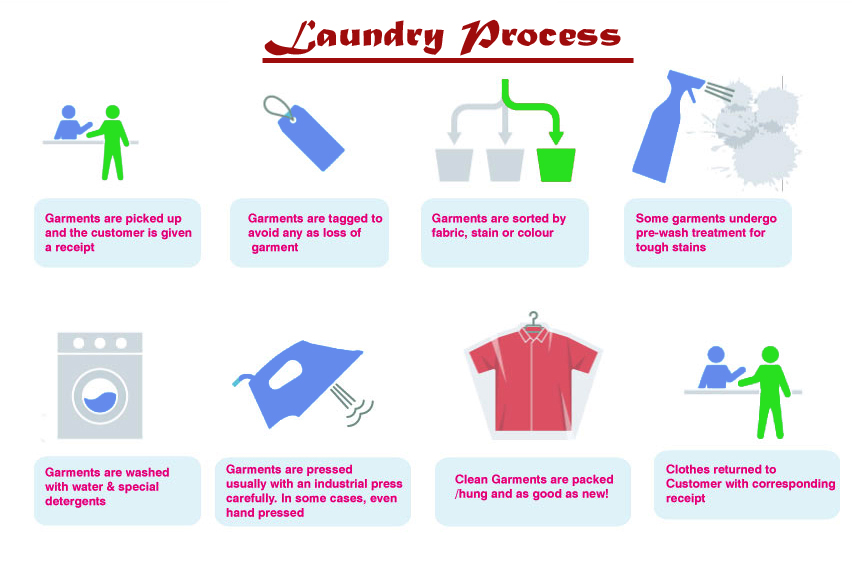 Laundry Process
Garments are picked up
and the customer is given
a receipt
Garments are tagged to
avoid any as loss of
garment
Garments are sorted by
fabric, stain or colour
Some garments undergo
pre-wash treatment for
tough stains
Garments are washed
with water & special
detergents
Garments are pressed
usually with an industrial press
carefully. In some cases, even
hand pressed
Clean Garments are packed
/hung and as good as new!
Clothes returned to
Customer with corresponding
receipt